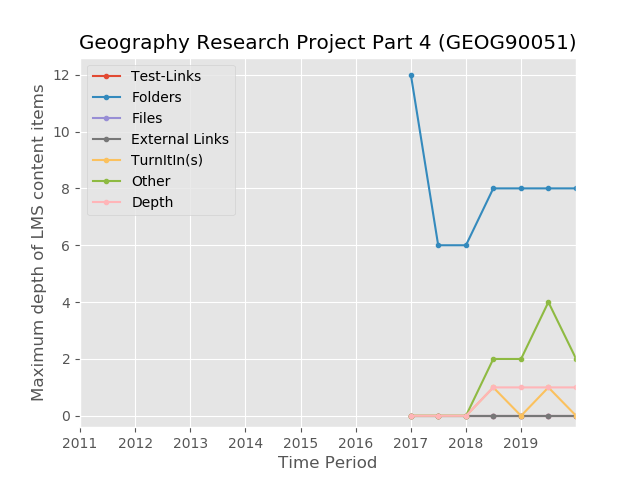 Geography Research Project Part 4 (GEOG90051)
Test-Links
Folders
Files
External Links
TurnItIn(s)
Other
Depth
Maximum depth of LMS content items
12
10
8
6
4
2
0
2011 2012 2013 2014 2015 2016 2017 2018 2019
Time Period